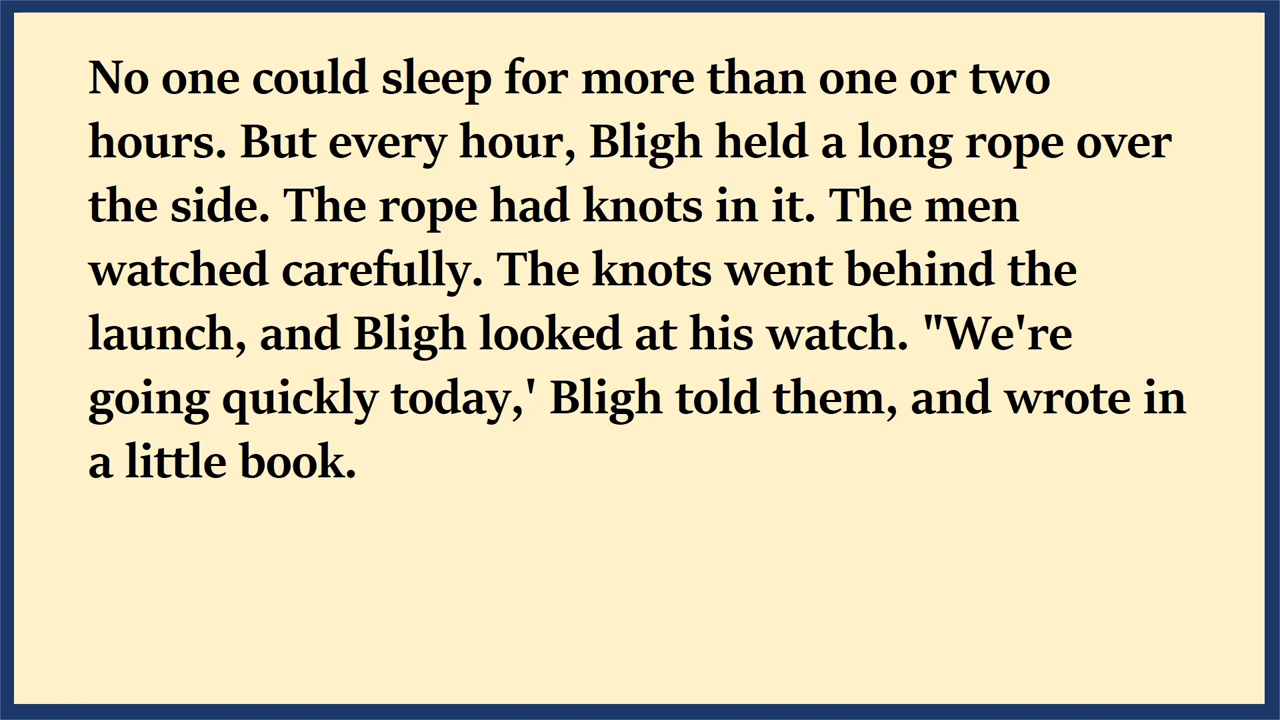 No one could sleep for more than one or two
hours. But every hour, Bligh held a long rope over
the side. The rope had knots in it. The men
watched carefully. The knots went behind the
launch, and Bligh looked at his watch. "We're
going quickly today,' Bligh told them, and wrote in
a little book.